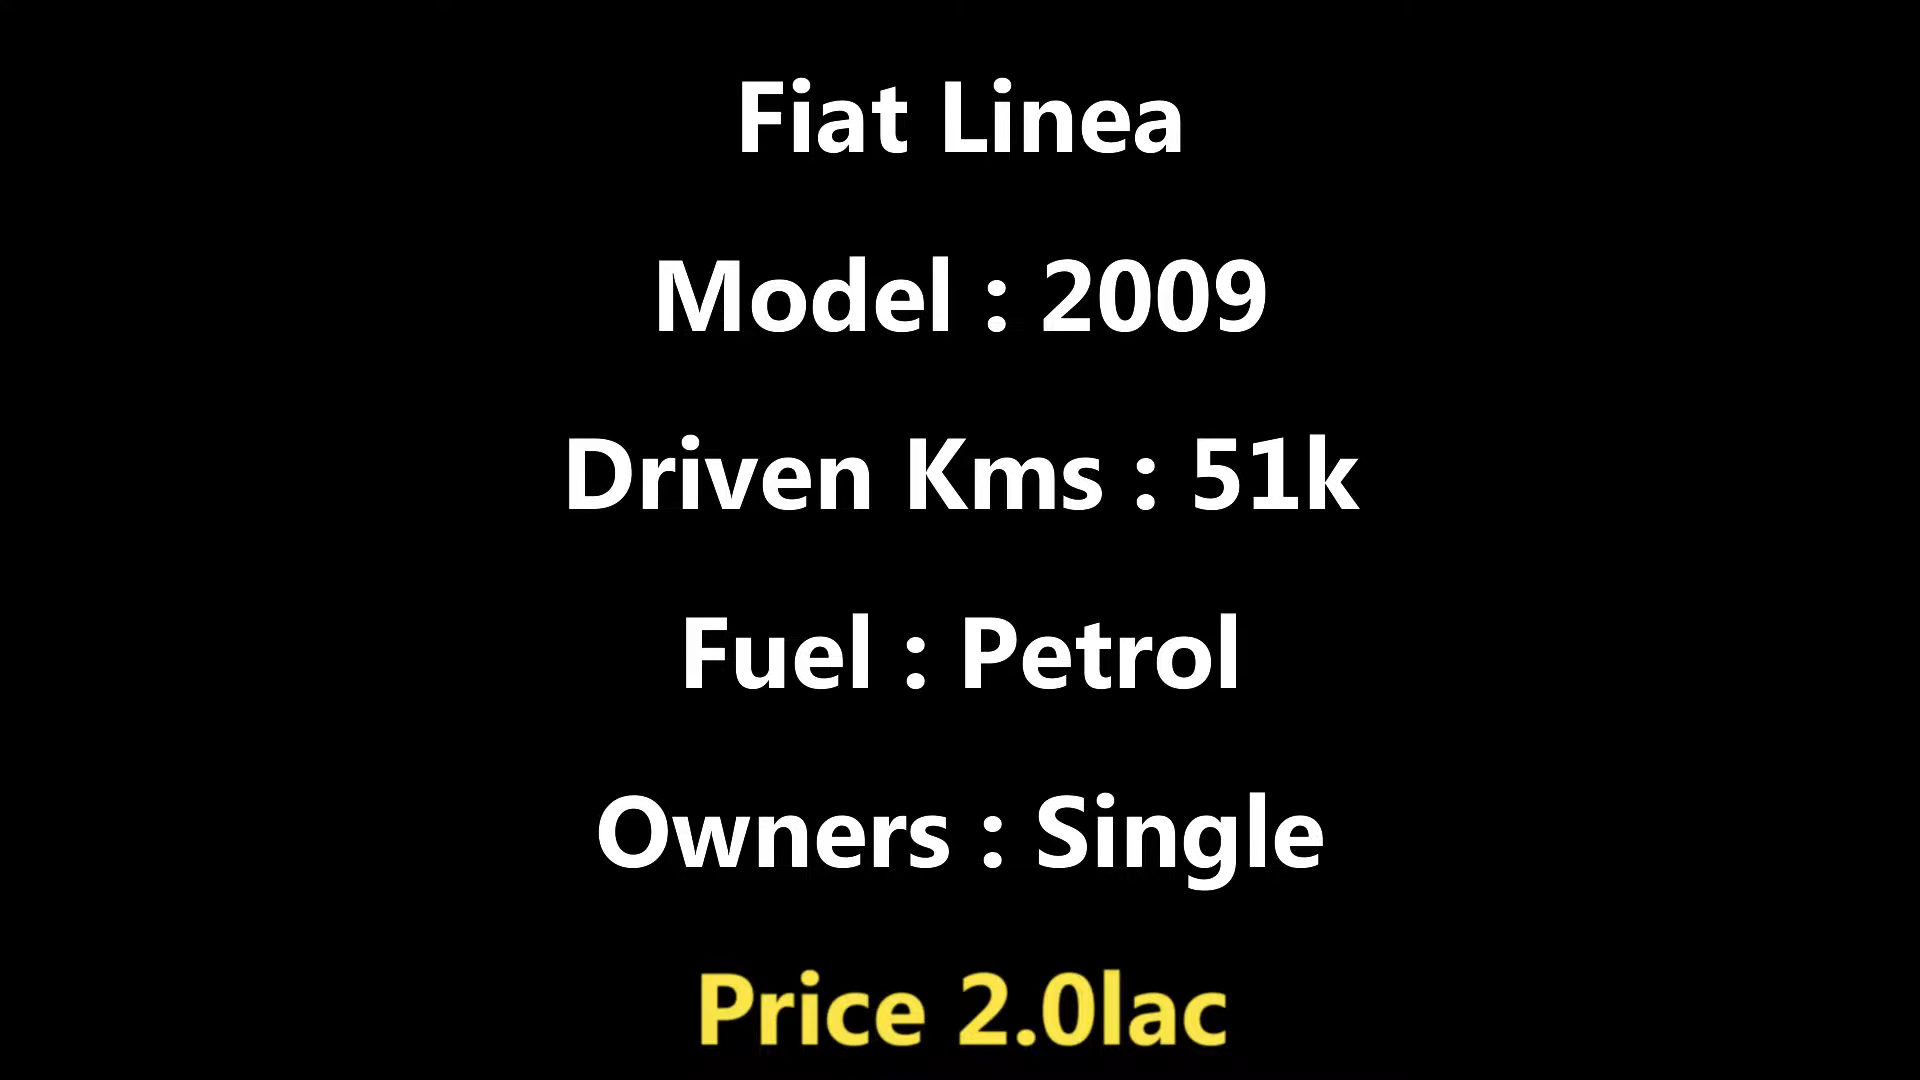 Fiat Linea
Model : 2009
Driven Kms : 51k
Fuel : Petrol
Owners : Single
Price 2.0lac